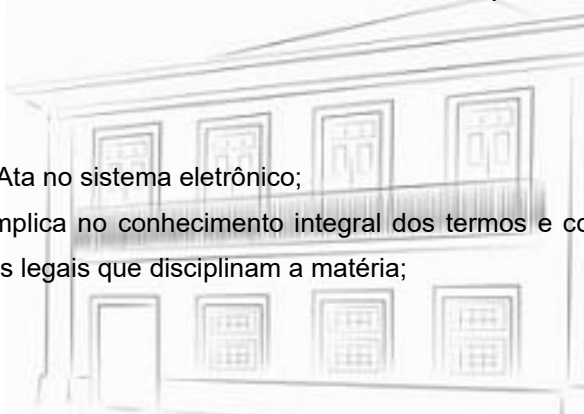 Ata no sistema eletrônico;
mplica no conhecimento integral dos termos e co
s legais que disciplinam a matéria;